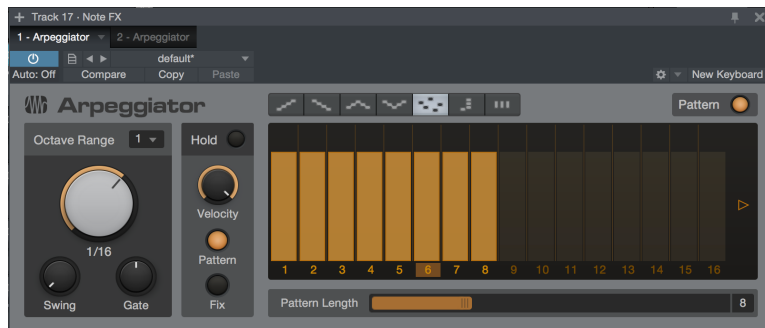 Track 17 · Note FX
1 - Arpeggiator 2 - Arpeggiator
default*
Auto: Off Compare Copy Paste New Keyboard
Arpeggiator Pattern
Octave Range 1 Hold
Velocity
1/16
Pattern
1 2 3 4 5 6 7 8 9 10 11 12 13 14 15 16
Swing Gate Fix
Pattern Length 8